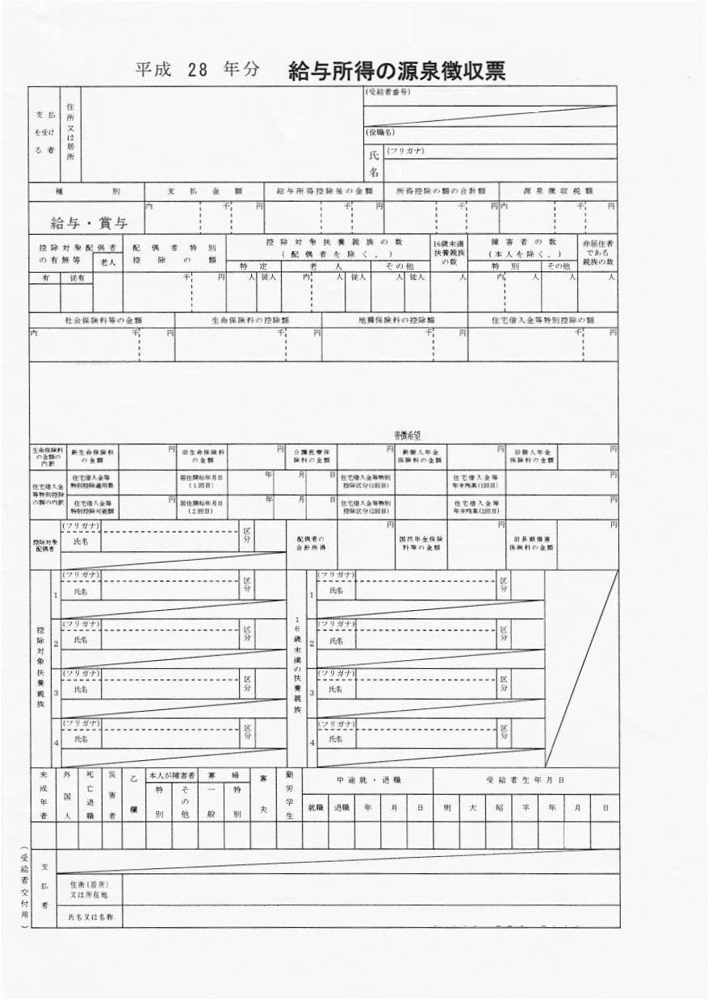 平成 28 年分 給与所得の源泉徴収票
支払を受ける者
住所又は居所
(受給者番号)
(役職名)
氏名
(フリガナ)
種 別
支 払 金 額
給与所得控除後の金額
所得控除の額の合計額
源 泉 徴 収 税 額
給与・賞与
内 千 円
千 円
千 円
内 千 円
控除対象配偶者の有無等
老人
配偶者特別控除の額
控除対象扶養親族の数(配偶者を除く。)
16歳未満扶養親族の数
障害者の数(本人を除く。)
非居住者である親族の数
特 定
老 人
その他
特 別
その他
有 従有
千 円
人 従人
内 人 従人
人 従人
人
内 人
人
人
社会保険料等の金額
生命保険料の控除額
地震保険料の控除額
住宅借入金等特別控除の額
内 千 円
千 円
千 円
千 円
普徴希望
生命保険料の金額の内訳
新生命保険料の金額
円
旧生命保険料の金額
円
介護医療保険料の金額
円
新個人年金保険料の金額
円
旧個人年金保険料の金額
円
住宅借入金等特別控除の額の内訳
住宅借入金等特別控除適用数
居住開始年月日(1回目)
年 月 日
住宅借入金等特別控除区分(1回目)
住宅借入金等年末残高(1回目)
円
住宅借入金等特別控除可能額
円
居住開始年月日(2回目)
年 月 日
住宅借入金等特別控除区分(2回目)
住宅借入金等年末残高(2回目)
円
控除対象配偶者
(フリガナ)
氏名
区分
配偶者の合計所得
円
国民年金保険料等の金額
円
旧長期損害保険料の金額
円
控除対象扶養親族
1
(フリガナ)
氏名
区分
2
(フリガナ)
氏名
区分
3
(フリガナ)
氏名
区分
4
(フリガナ)
氏名
区分
16歳未満の扶養親族
1
(フリガナ)
氏名
区分
2
(フリガナ)
氏名
区分
3
(フリガナ)
氏名
区分
4
(フリガナ)
氏名
区分
未成年者
外国人
死亡退職
災害者
乙欄
本人が障害者
特別
その他
寡婦
一般
特別
寡夫
勤労学生
中途就・退職
就職 退職 年 月 日
受給者生年月日
明 大 昭 平 年 月 日
(受給者交付用)
支払者
住所(居所)又は所在地
氏名又は名称